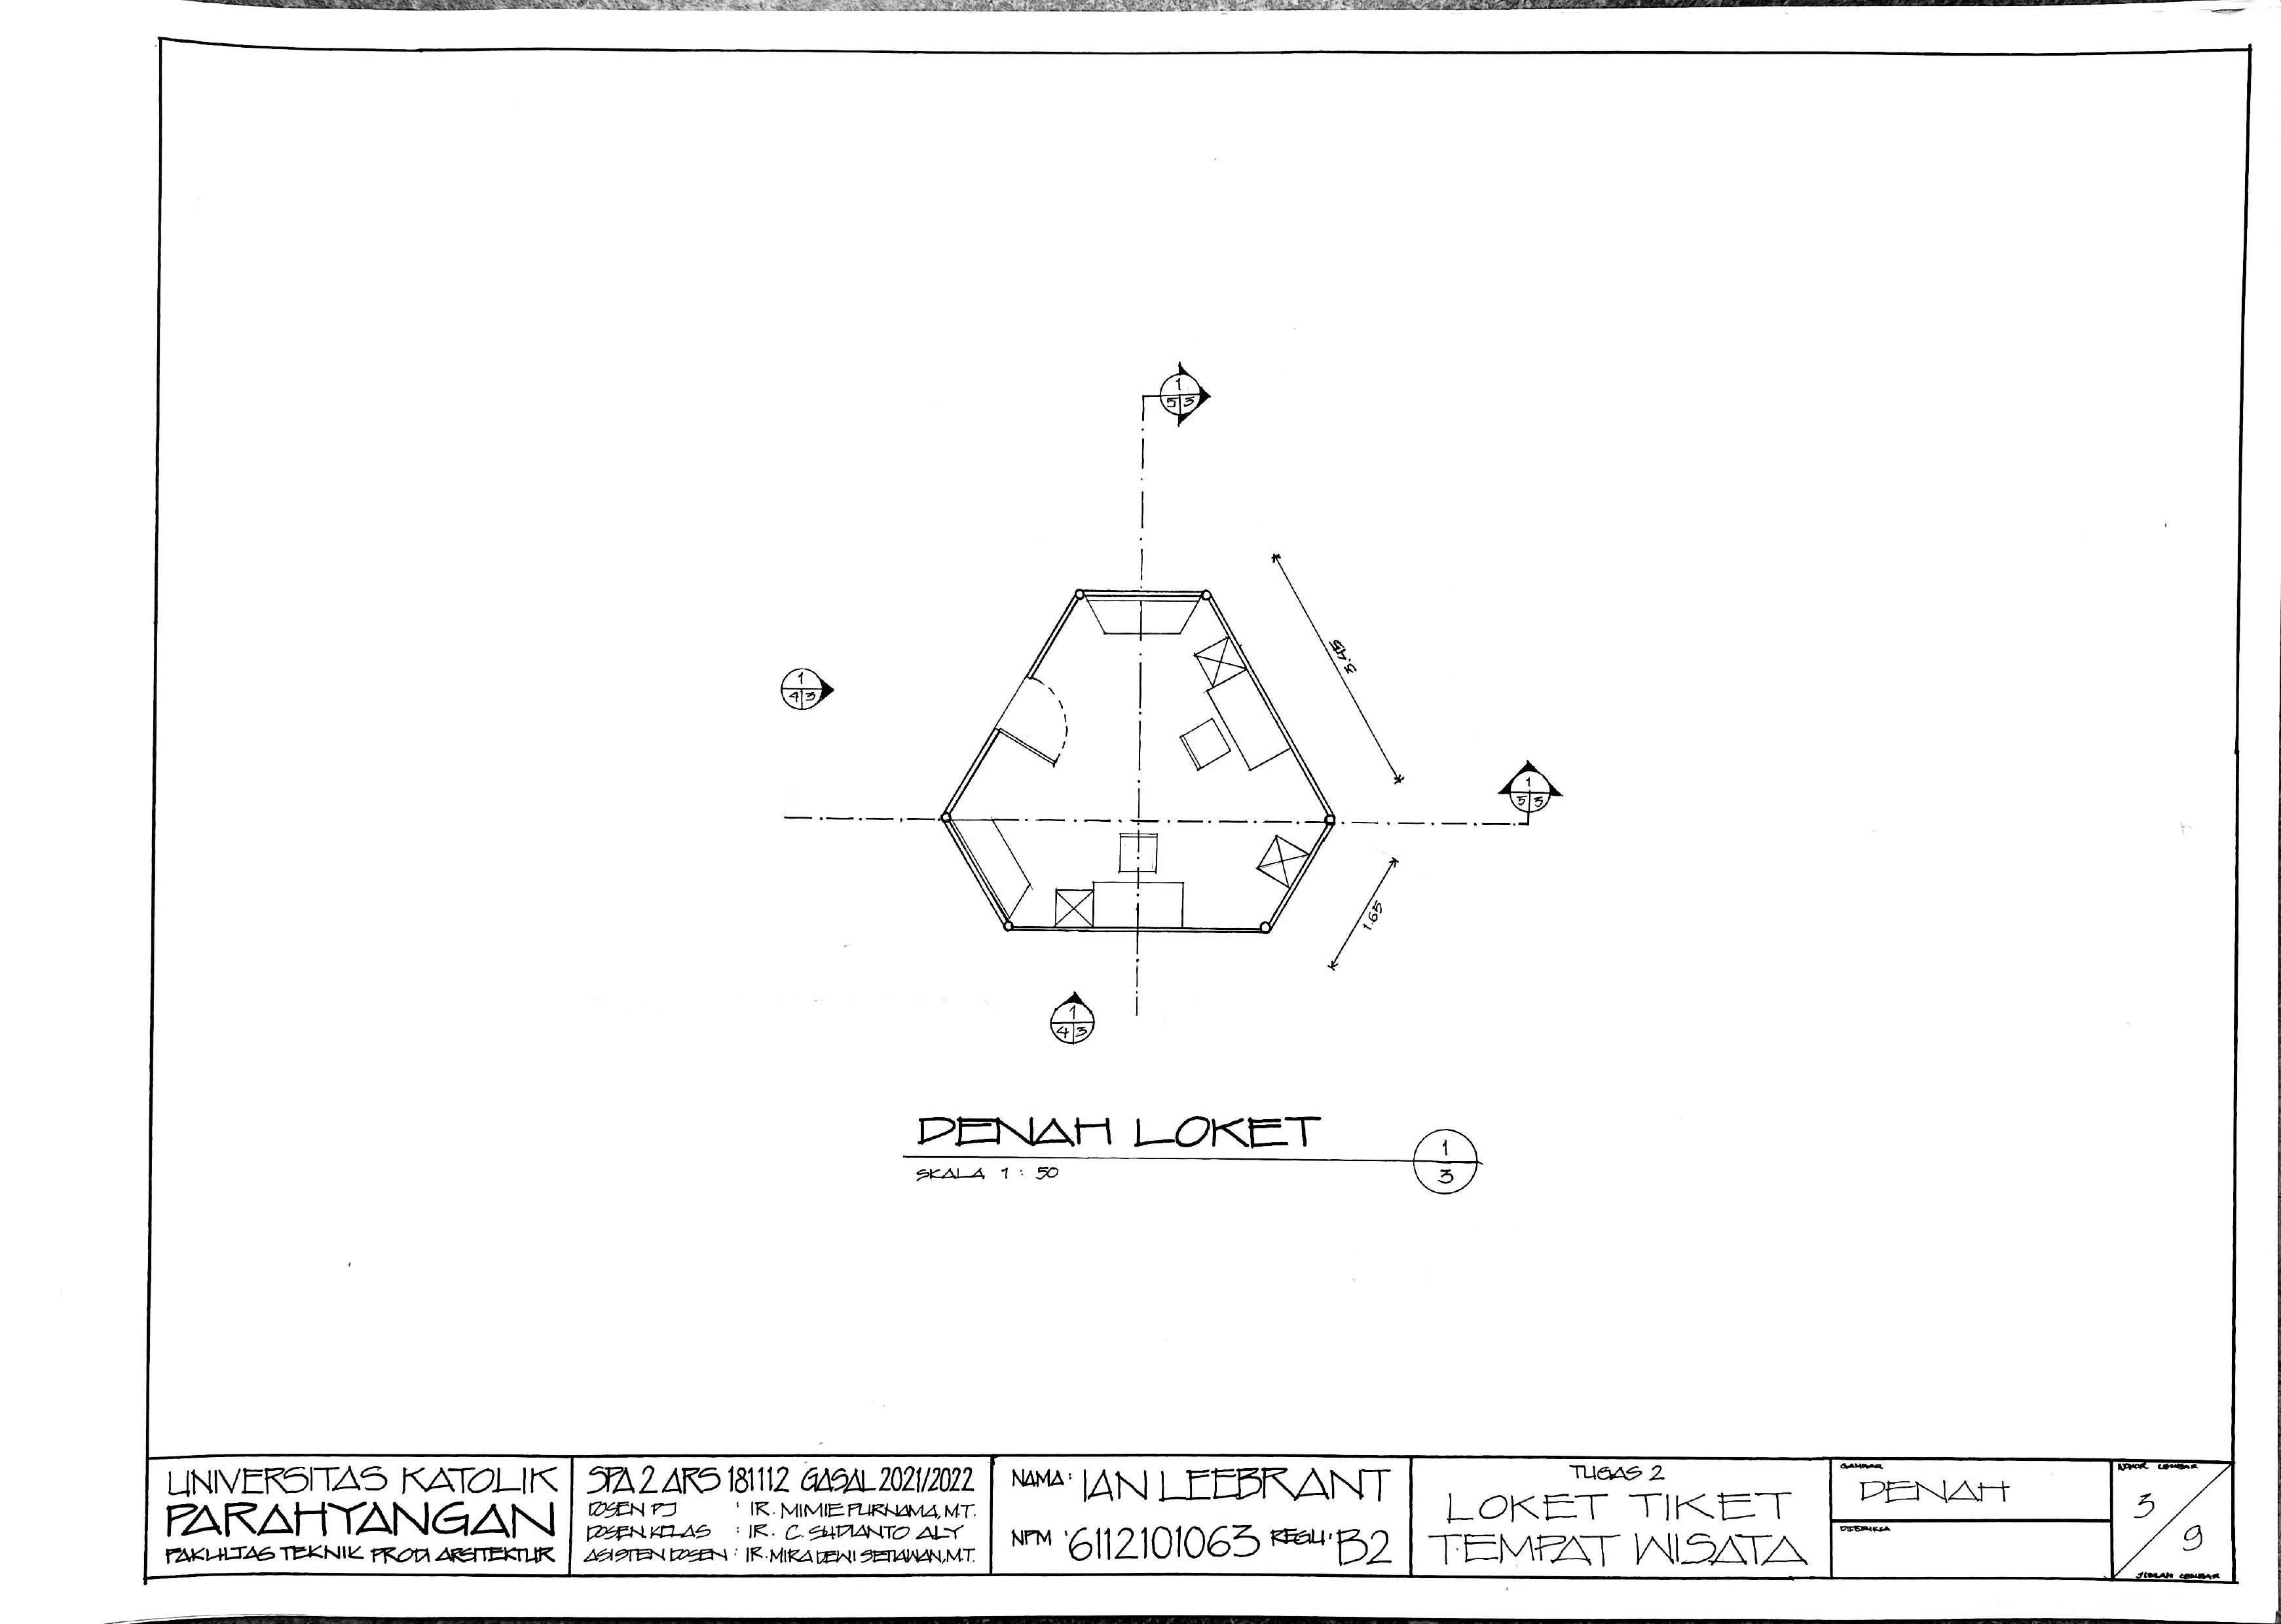 1
5 3
3.45
1
4 3
1
5 3
1.65
1
4 3
DENAH LOKET
SKALA 1 : 50
1
3
UNIVERSITAS KATOLIK
PARAHYANGAN
FAKULTAS TEKNIK PRODI ARSITEKTUR
SPA 2 ARS 181112 GASAL 2021/2022
DOSEN PJ : IR. MIMIE PURNAMA, M.T.
DOSEN KELAS : IR. C. SUDIANTO ALY
ASISTEN DOSEN : IR. MIRA DEWI SETIAWAN, M.T.
NAMA : IAN LEEBRANT
NPM : 6112101063 REGU : B2
TUGAS 2
LOKET TIKET
TEMPAT WISATA
GAMBAR
DENAH
DIPERIKSA
NOMOR LEMBAR
3
9
JUMLAH LEMBAR